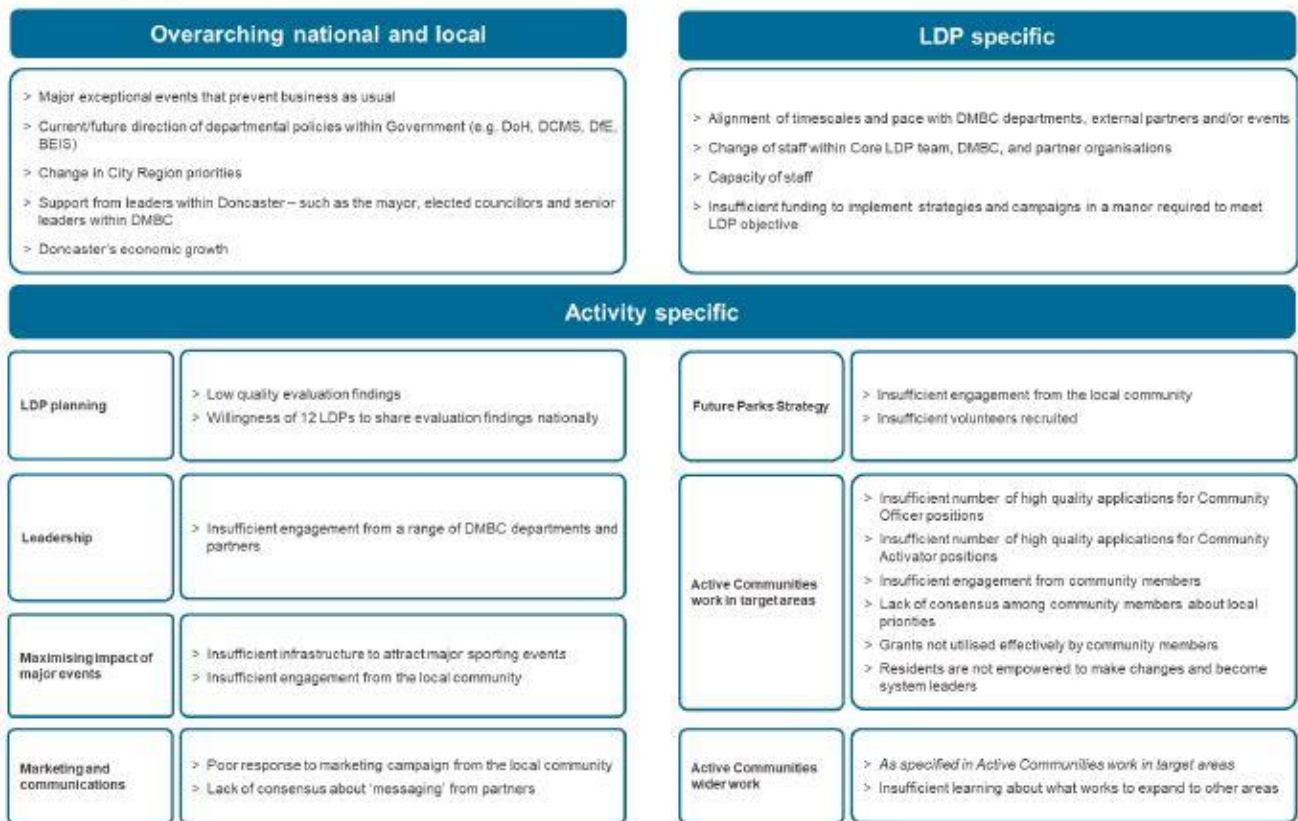 Overarching national and local
> Major exceptional events that prevent business as usual
> Current/future direction of departmental policies within Government (e.g. DoH, DCMS, DfE,
BEIS)
> Change in City Region priorities
> Support from leaders within Doncaster – such as the mayor, elected councillors and senior
leaders within DMBC
> Doncaster's economic growth
LDP specific
> Alignment of timescales and pace with DMBC departments, external partners and/or events
> Change of staff within Core LDP team, DMBC, and partner organisations
> Capacity of staff
> Insufficient funding to implement strategies and campaigns in a manor required to meet
LDP objective
Activity specific
LDP planning
> Low quality evaluation findings
> Willingness of 12 LDPs to share evaluation findings nationally
Leadership
> Insufficient engagement from a range of DMBC departments and
partners
Maximising impact of
major events
> Insufficient infrastructure to attract major sporting events
> Insufficient engagement from the local community
Marketing and
communications
> Poor response to marketing campaign from the local community
> Lack of consensus about 'messaging' from partners
Future Parks Strategy
> Insufficient engagement from the local community
> Insufficient volunteers recruited
Active Communities
work in target areas
> Insufficient number of high quality applications for Community
Officer positions
> Insufficient number of high quality applications for Community
Activator positions
> Insufficient engagement from community members
> Lack of consensus among community members about local
priorities
> Grants not utilised effectively by community members
> Residents are not empowered to make changes and become
system leaders
Active Communities
wider work
> As specified in Active Communities work in target areas
> Insufficient learning about what works to expand to other areas